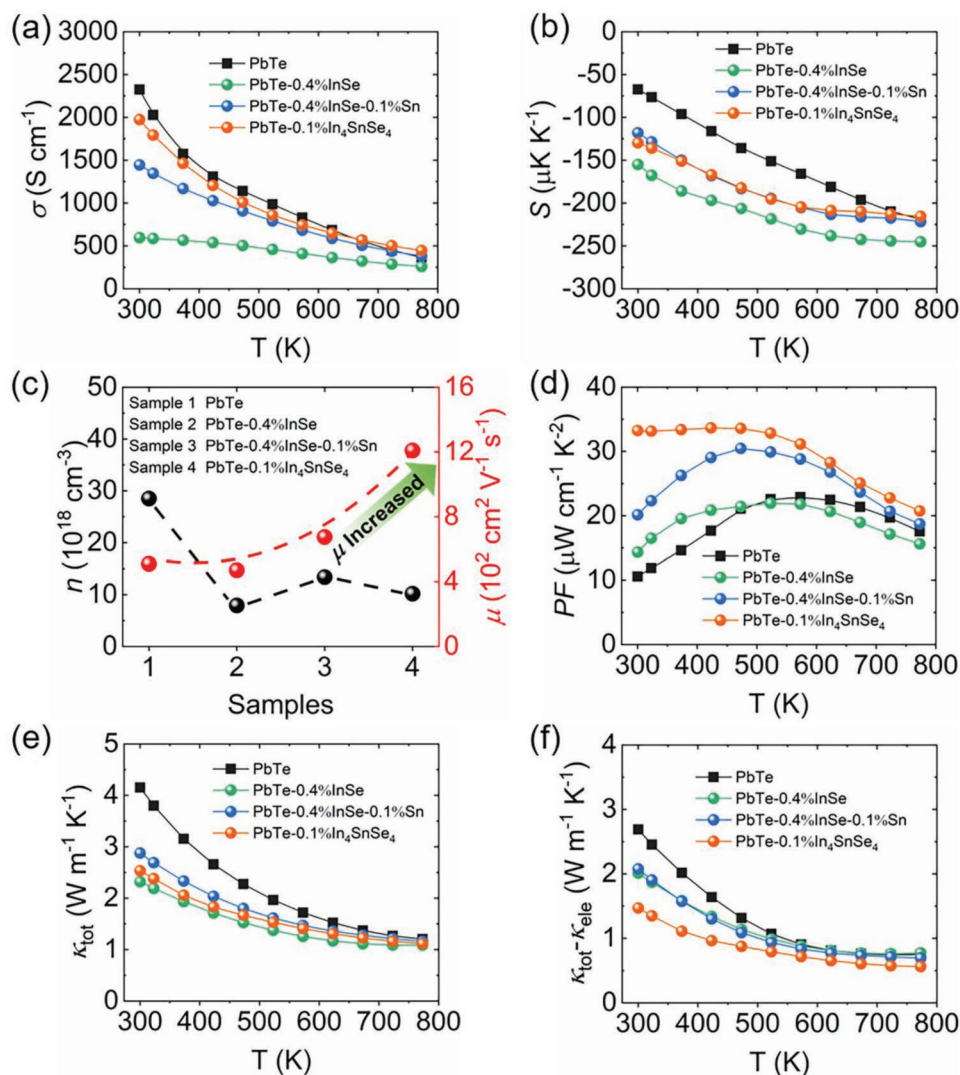 (a)
3000
2500
2000
1500
1000
500
0
σ (S cm⁻¹)
PbTe
PbTe-0.4%InSe
PbTe-0.4%InSe-0.1%Sn
PbTe-0.1%In₄SnSe₄
300 400 500 600 700 800
T (K)
(b)
-0
-50
-100
-150
-200
-250
-300
S (μK K⁻¹)
PbTe
PbTe-0.4%InSe
PbTe-0.4%InSe-0.1%Sn
PbTe-0.1%In₄SnSe₄
300 400 500 600 700 800
T (K)
(c)
50
40
30
20
10
0
n (10¹⁸ cm⁻³)
Sample 1 PbTe
Sample 2 PbTe-0.4%InSe
Sample 3 PbTe-0.4%InSe-0.1%Sn
Sample 4 PbTe-0.1%In₄SnSe₄
μ Increased
16
12
8
4
0
μ (10² cm² V⁻¹ s⁻¹)
1 2 3 4
Samples
(d)
40
30
20
10
0
PF (μW cm⁻¹ K⁻²)
PbTe
PbTe-0.4%InSe
PbTe-0.4%InSe-0.1%Sn
PbTe-0.1%In₄SnSe₄
300 400 500 600 700 800
T (K)
(e)
5
4
3
2
1
0
κtot (W m⁻¹ K⁻¹)
PbTe
PbTe-0.4%InSe
PbTe-0.4%InSe-0.1%Sn
PbTe-0.1%In₄SnSe₄
300 400 500 600 700 800
T (K)
(f)
4
3
2
1
0
κtot-κele (W m⁻¹ K⁻¹)
PbTe
PbTe-0.4%InSe
PbTe-0.4%InSe-0.1%Sn
PbTe-0.1%In₄SnSe₄
300 400 500 600 700 800
T (K)